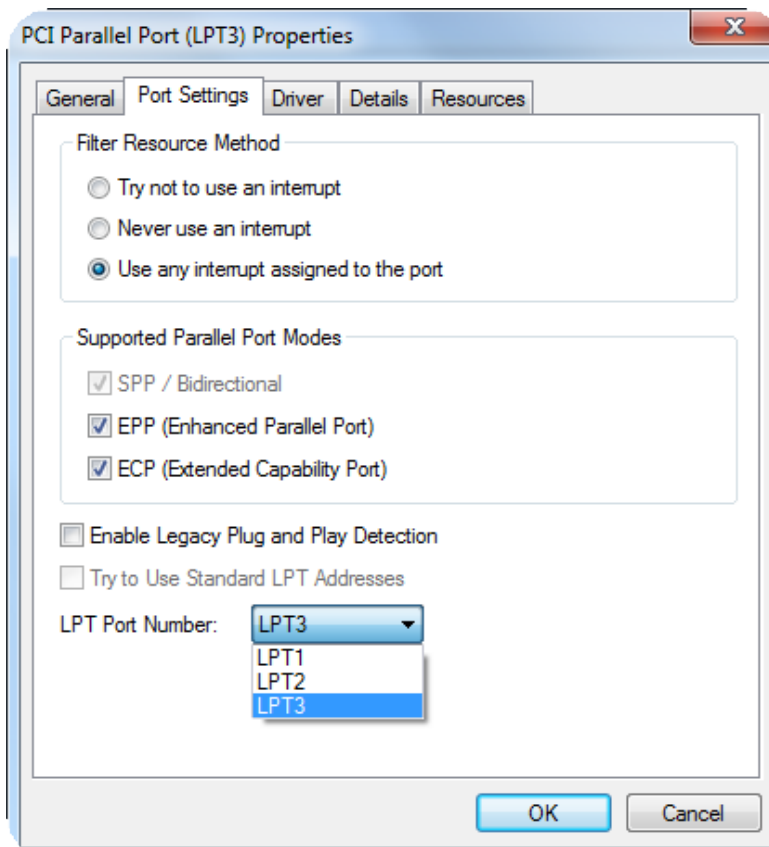 PCI Parallel Port (LPT3) Properties
General Port Settings Driver Details Resources
Filter Resource Method
Try not to use an interrupt
Never use an interrupt
Use any interrupt assigned to the port
Supported Parallel Port Modes
SPP / Bidirectional
EPP (Enhanced Parallel Port)
ECP (Extended Capability Port)
Enable Legacy Plug and Play Detection
Try to Use Standard LPT Addresses
LPT Port Number: LPT3
LPT1
LPT2
LPT3
OK Cancel